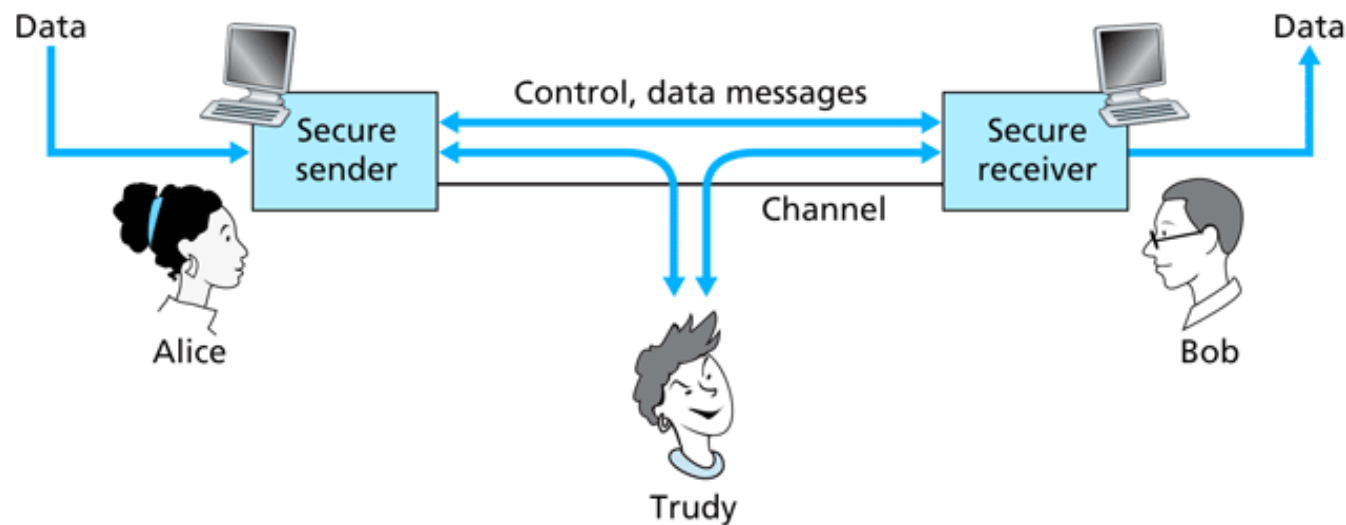 Data
Data
Control, data messages
Secure
sender
Secure
receiver
Channel
Alice
Bob
Trudy